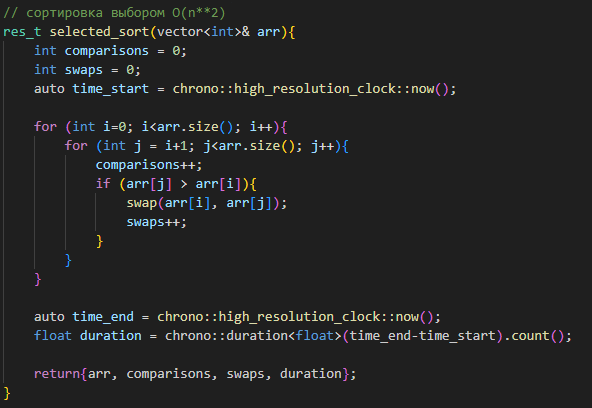 // сортировка выбором O(n**2)
res_t selected_sort(vector<int>& arr){
    int comparisons = 0;
    int swaps = 0;
    auto time_start = chrono::high_resolution_clock::now();

    for (int i=0; i<arr.size(); i++){
        for (int j = i+1; j<arr.size(); j++){
            comparisons++;
            if (arr[j] > arr[i]){
                swap(arr[i], arr[j]);
                swaps++;
            }
        }
    }

    auto time_end = chrono::high_resolution_clock::now();
    float duration = chrono::duration<float>(time_end-time_start).count();

    return{arr, comparisons, swaps, duration};
}